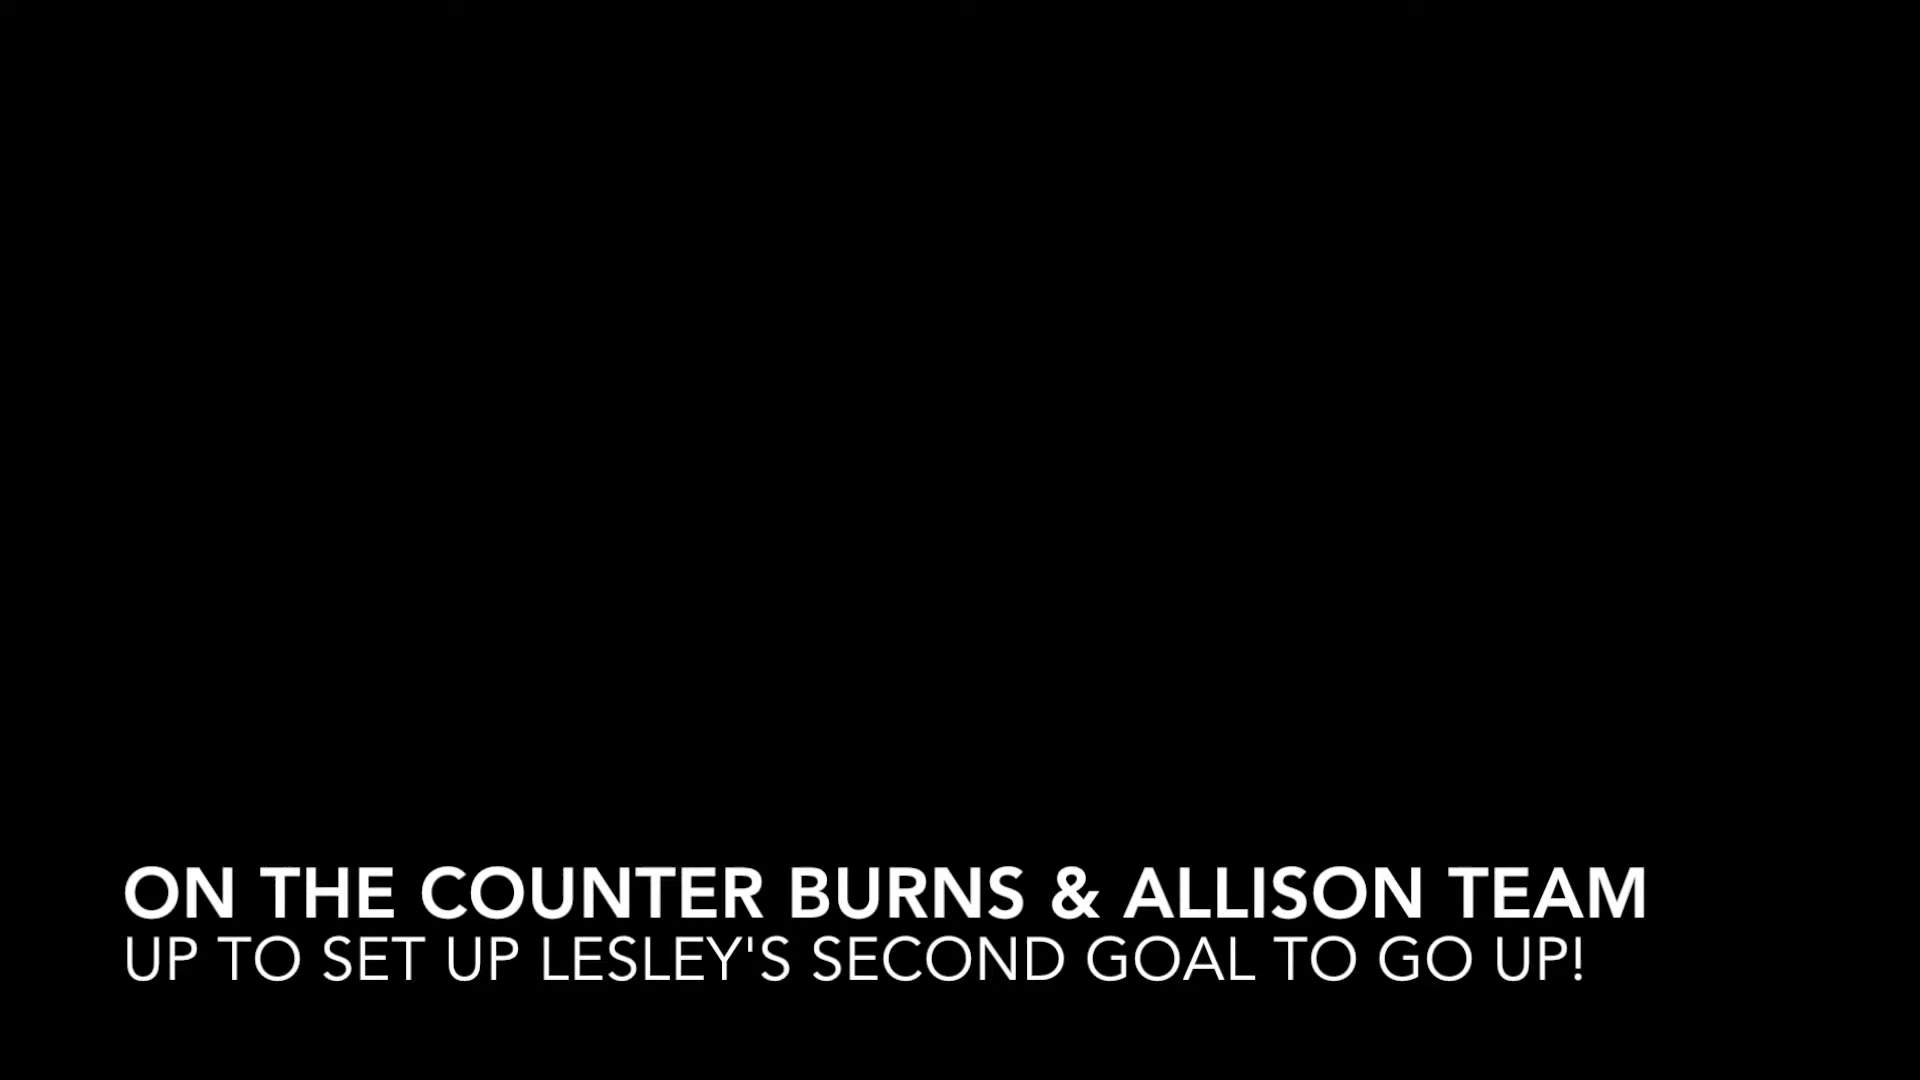 ON THE COUNTER BURNS & ALLISON TEAM
UP TO SET UP LESLEY'S SECOND GOAL TO GO UP!